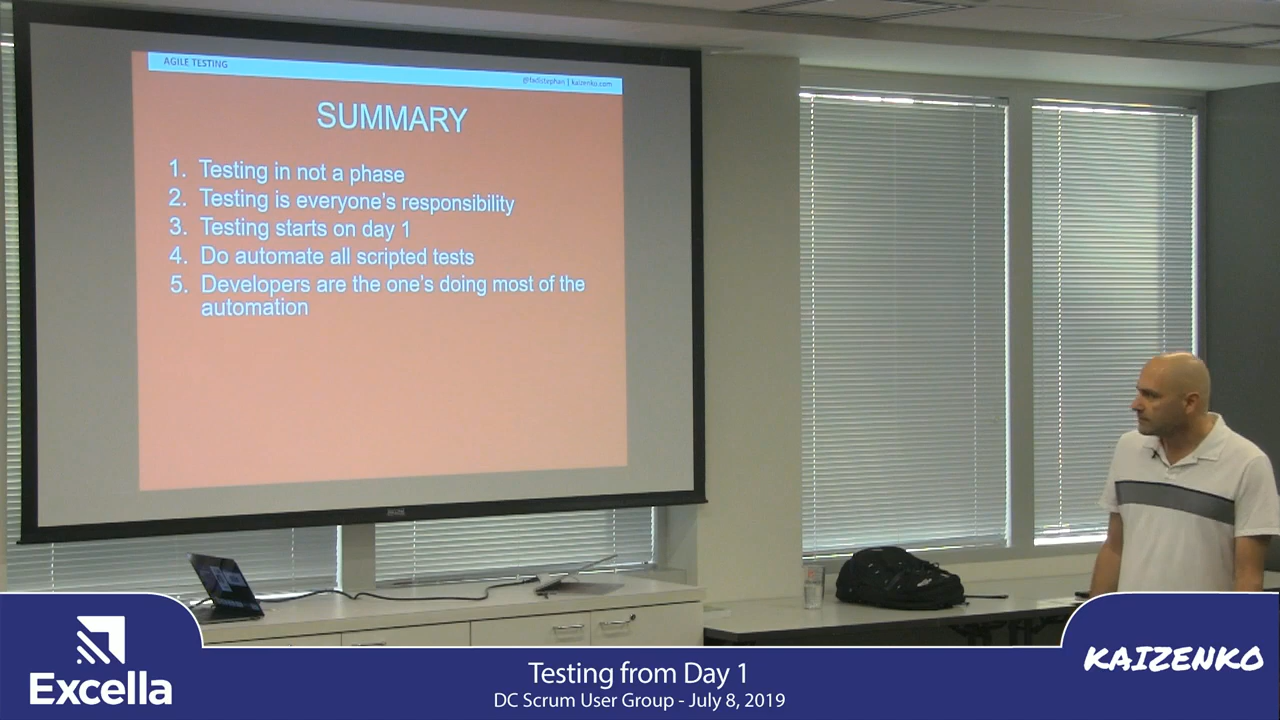 AGILE TESTING
@fadistephan | kaizenko.com
SUMMARY
1. Testing in not a phase
2. Testing is everyone's responsibility
3. Testing starts on day 1
4. Do automate all scripted tests
5. Developers are the one's doing most of the
automation
Excella
Testing from Day 1
DC Scrum User Group - July 8, 2019
KAIZENKO